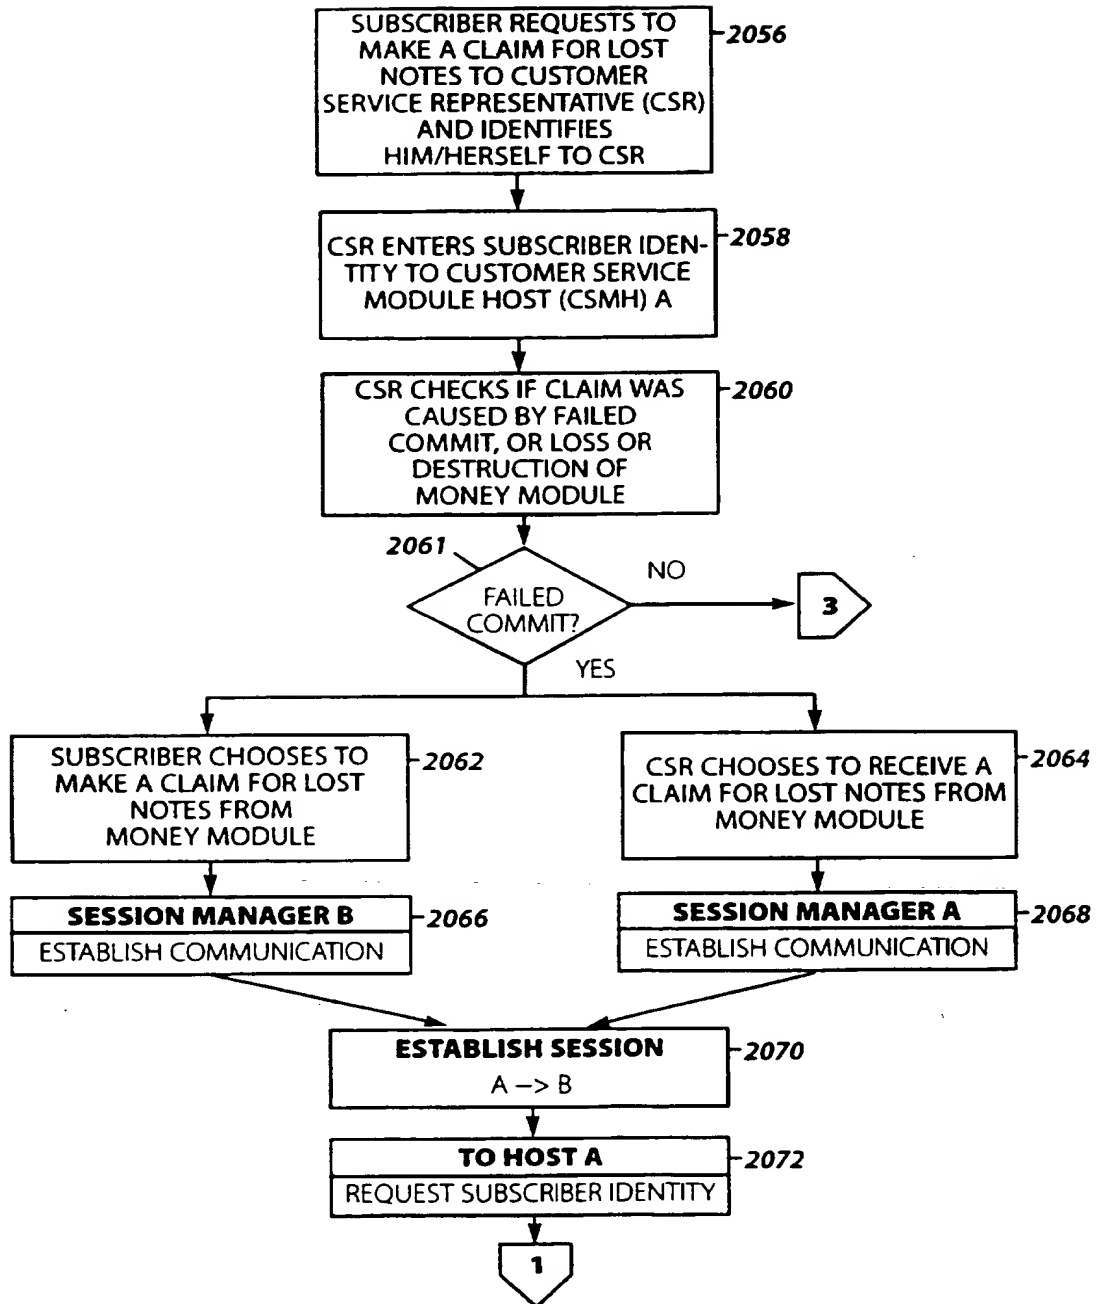 SUBSCRIBER REQUESTS TO
MAKE A CLAIM FOR LOST
NOTES TO CUSTOMER
SERVICE REPRESENTATIVE (CSR)
AND IDENTIFIES
HIM/HERSELF TO CSR
2056
CSR ENTERS SUBSCRIBER IDEN-
TITY TO CUSTOMER SERVICE
MODULE HOST (CSMH) A
2058
CSR CHECKS IF CLAIM WAS
CAUSED BY FAILED
COMMIT, OR LOSS OR
DESTRUCTION OF
MONEY MODULE
2060
2061
FAILED
COMMIT?
NO
3
YES
SUBSCRIBER CHOOSES TO
MAKE A CLAIM FOR LOST
NOTES FROM
MONEY MODULE
2062
CSR CHOOSES TO RECEIVE A
CLAIM FOR LOST NOTES FROM
MONEY MODULE
2064
SESSION MANAGER B
ESTABLISH COMMUNICATION
2066
SESSION MANAGER A
ESTABLISH COMMUNICATION
2068
ESTABLISH SESSION
A –> B
2070
TO HOST A
REQUEST SUBSCRIBER IDENTITY
2072
1